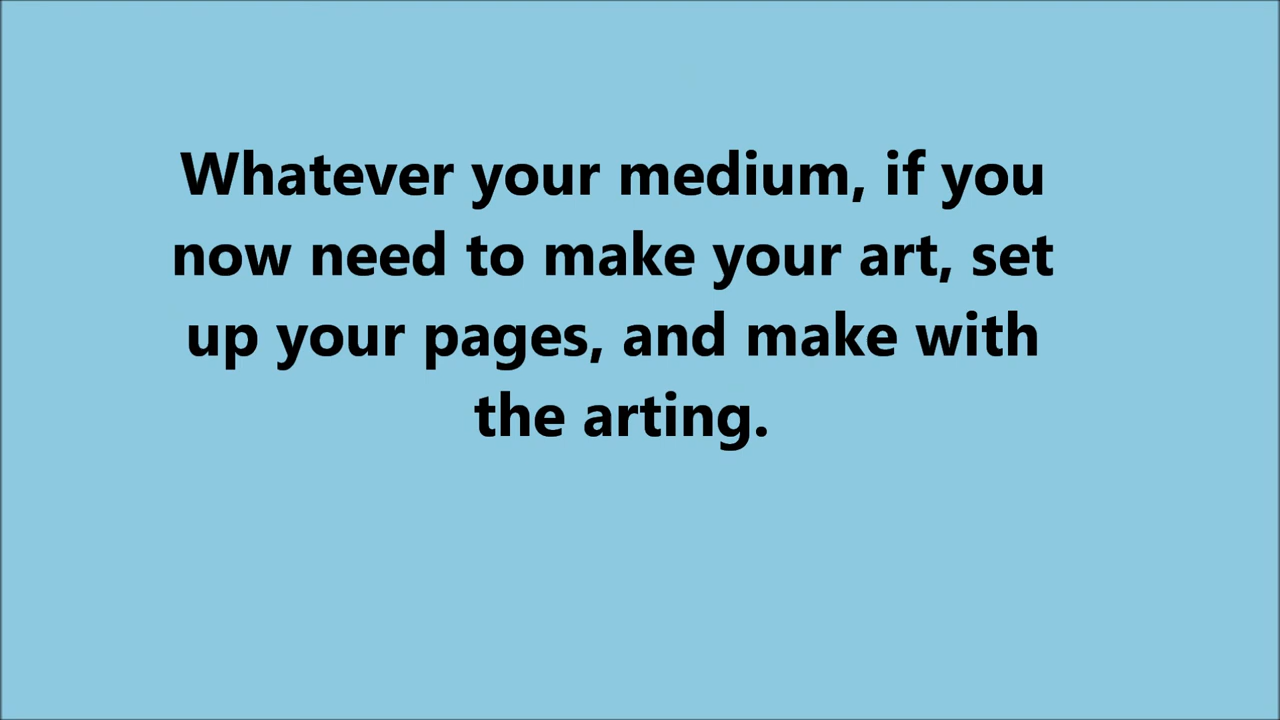 Whatever your medium, if you
now need to make your art, set
up your pages, and make with
the arting.